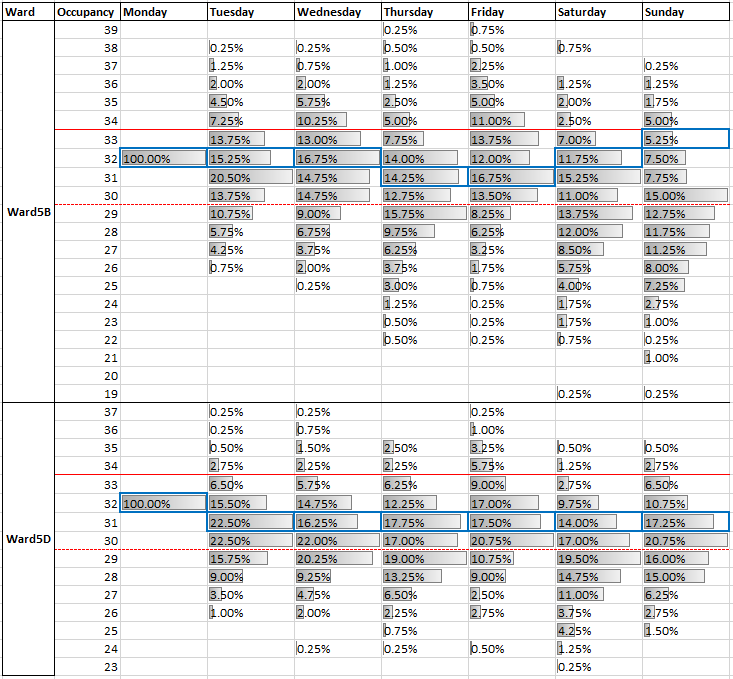 Ward Occupancy Monday Tuesday Wednesday Thursday Friday Saturday Sunday
39 0.25% 0.75%
38 0.25% 0.25% 0.50% 0.50% 0.75%
37 1.25% 0.75% 1.00% 2.25% 0.25%
36 2.00% 2.00% 1.25% 3.50% 1.25% 1.25%
35 4.50% 5.75% 2.50% 5.00% 2.00% 1.75%
34 7.25% 10.25% 5.00% 11.00% 2.50% 5.00%
33 13.75% 13.00% 7.75% 13.75% 7.00% 5.25%
32 100.00% 15.25% 16.75% 14.00% 12.00% 11.75% 7.50%
31 20.50% 14.75% 14.25% 16.75% 15.25% 7.75%
30 13.75% 14.75% 12.75% 13.50% 11.00% 15.00%
Ward5B 29 10.75% 9.00% 15.75% 8.25% 13.75% 12.75%
28 5.75% 6.75% 9.75% 6.25% 12.00% 11.75%
27 4.25% 3.75% 6.25% 3.25% 8.50% 11.25%
26 0.75% 2.00% 3.75% 1.75% 5.75% 8.00%
25 0.25% 3.00% 0.75% 4.00% 7.25%
24 1.25% 0.25% 1.75% 2.75%
23 0.50% 0.25% 1.75% 1.00%
22 0.50% 0.25% 0.75% 0.25%
21 1.00%
20
19 0.25% 0.25%
37 0.25% 0.25% 0.25%
36 0.25% 0.75% 1.00%
35 0.50% 1.50% 2.50% 3.25% 0.50% 0.50%
34 2.75% 2.25% 2.25% 5.75% 1.25% 2.75%
33 6.50% 5.75% 6.25% 9.00% 2.75% 6.50%
32 100.00% 15.50% 14.75% 12.25% 17.00% 9.75% 10.75%
31 22.50% 16.25% 17.75% 17.50% 14.00% 17.25%
Ward5D 30 22.50% 22.00% 17.00% 20.75% 17.00% 20.75%
29 15.75% 20.25% 19.00% 10.75% 19.50% 16.00%
28 9.00% 9.25% 13.25% 9.00% 14.75% 15.00%
27 3.50% 4.75% 6.50% 2.50% 11.00% 6.25%
26 1.00% 2.00% 2.25% 2.75% 3.75% 2.75%
25 0.75% 4.25% 1.50%
24 0.25% 0.25% 0.50% 1.25%
23 0.25%